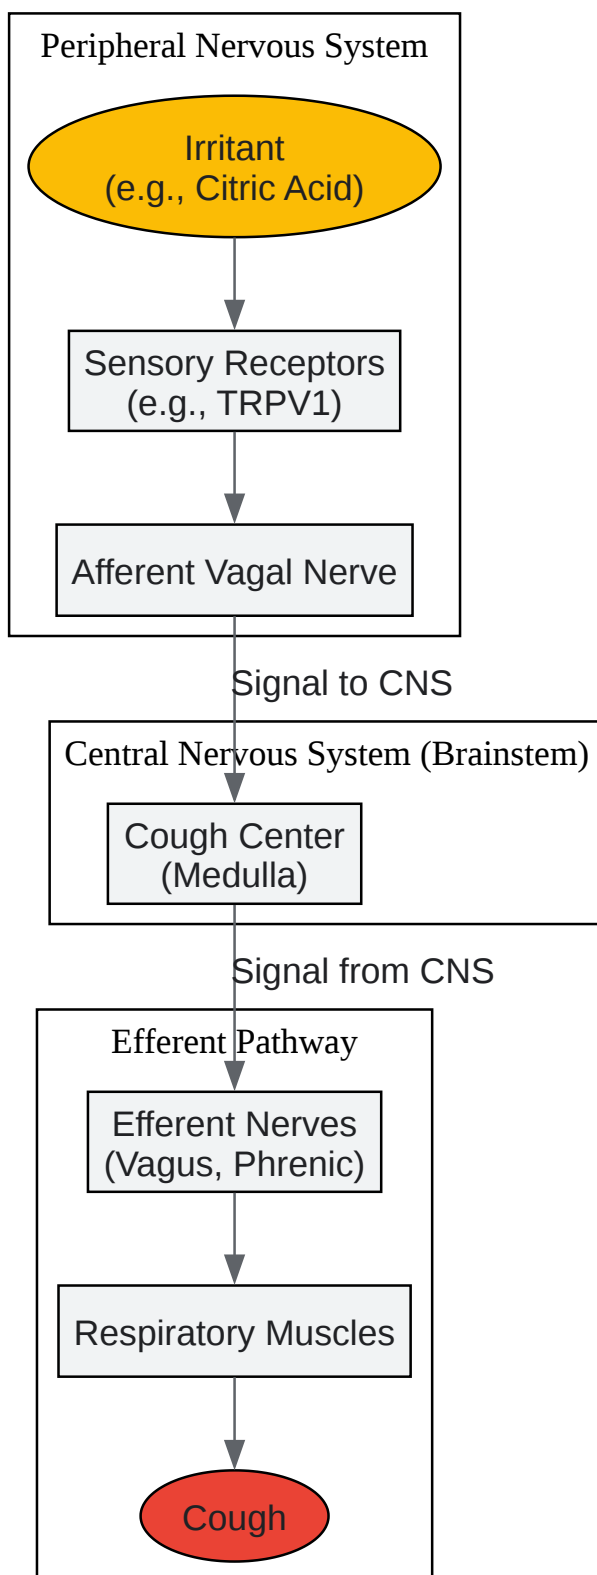 Peripheral Nervous System
Irritant
(e.g., Citric Acid)
Sensory Receptors
(e.g., TRPV1)
Afferent Vagal Nerve
Signal to CNS
Central Nervous System (Brainstem)
Cough Center
(Medulla)
Signal from CNS
Efferent Pathway
Efferent Nerves
(Vagus, Phrenic)
Respiratory Muscles
Cough